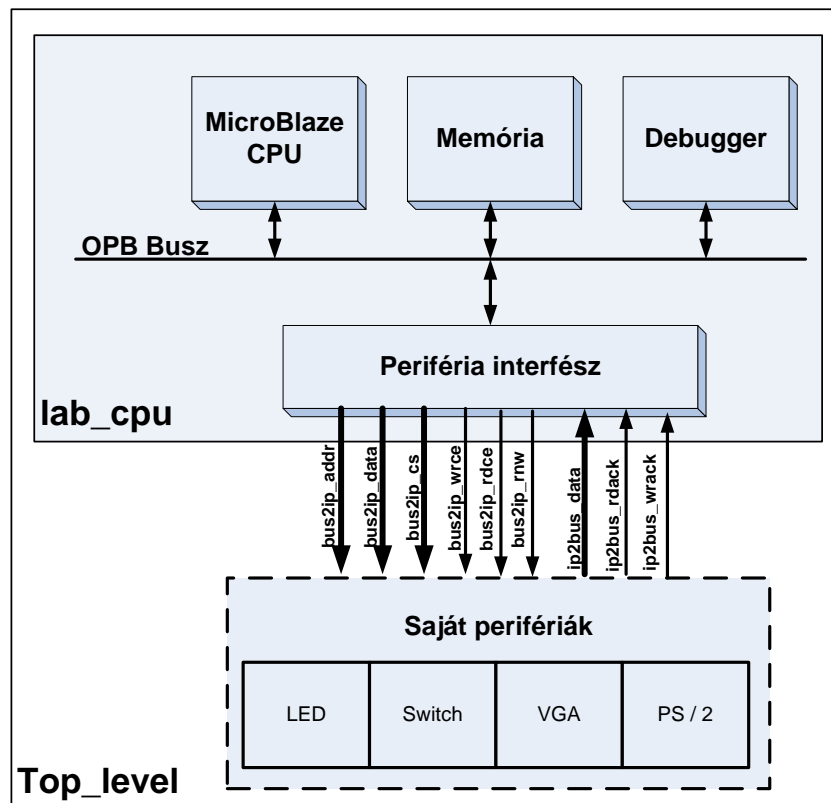 MicroBlaze
CPU
Memória
Debugger
OPB Busz
Periféria interfész
lab_cpu
bus2ip_addr
bus2ip_data
bus2ip_cs
bus2ip_wrce
bus2ip_rdce
bus2ip_rnw
ip2bus_data
ip2bus_rdack
ip2bus_wrack
Saját perifériák
LED
Switch
VGA
PS / 2
Top_level